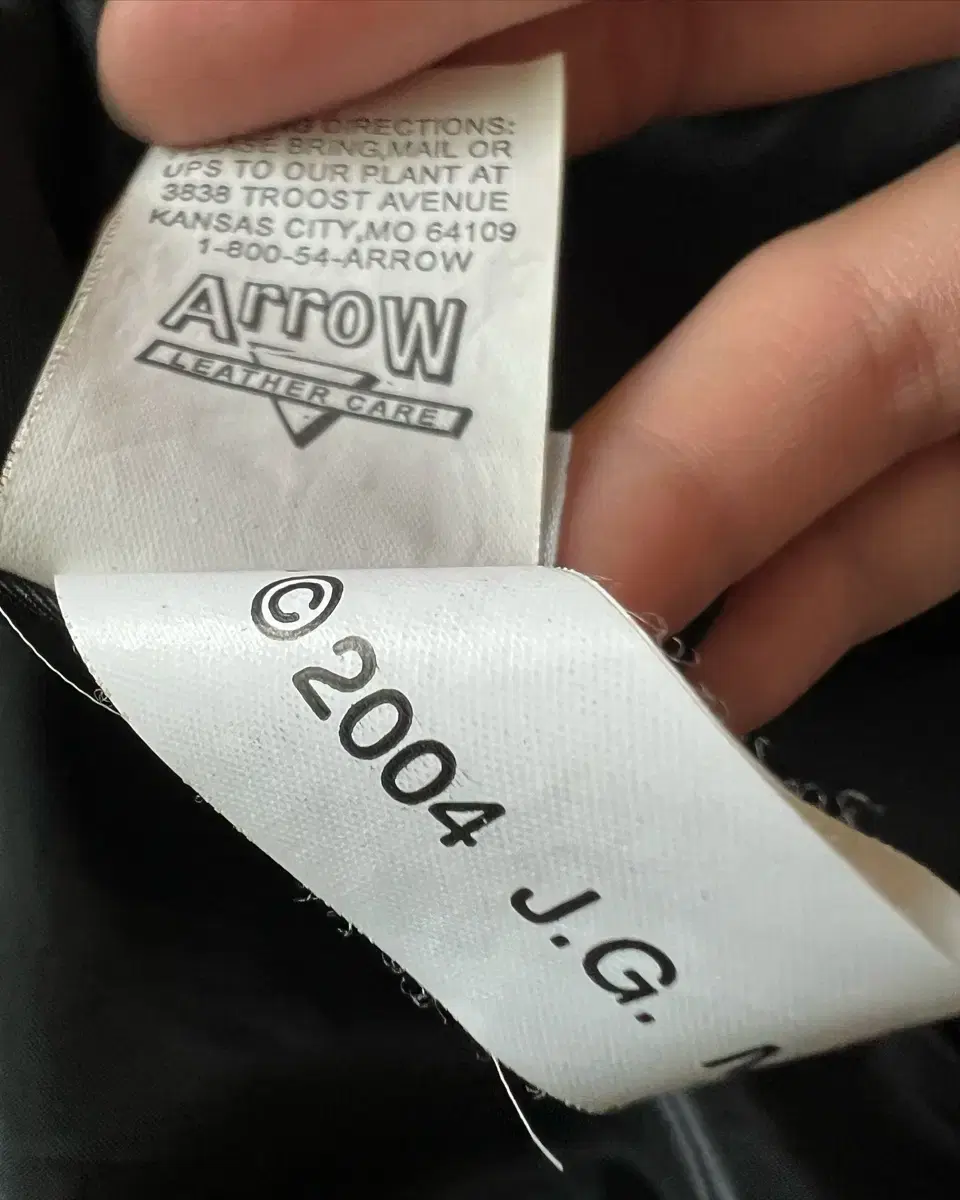 DIRECTIONS:
BRING,MAIL OR
UPS TO OUR PLANT AT
3838 TROOST AVENUE
KANSAS CITY,MO 64109
1-800-54-ARROW
Arrow
LEATHER CARE
© 2004 J.G.